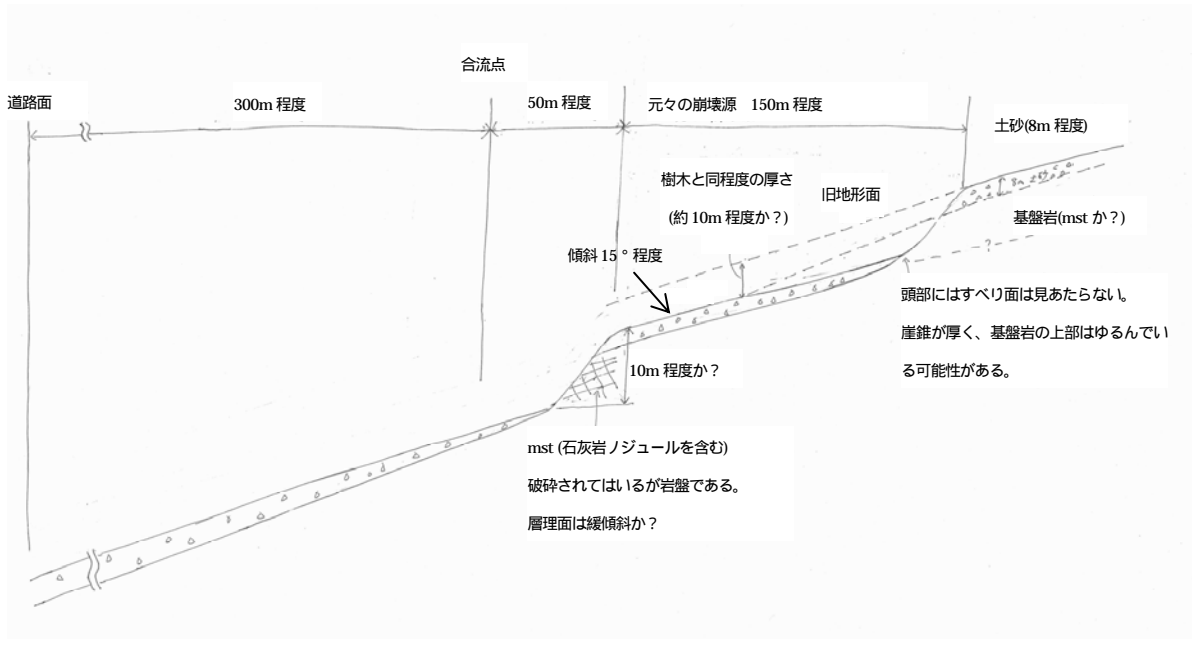 合流点
道路面
300m 程度
50m 程度
元々の崩壊源 150m 程度
土砂(8m 程度)
樹木と同程度の厚さ
(約 10m 程度か?)
旧地形面
8m
基盤岩(mst か?)
?
傾斜 15°程度
頭部にはすべり面は見あたらない。
崖錐が厚く、基盤岩の上部はゆるんでい
る可能性がある。
10m 程度か?
mst (石灰岩ノジュールを含む)
破砕されてはいるが岩盤である。
層理面は緩傾斜か?